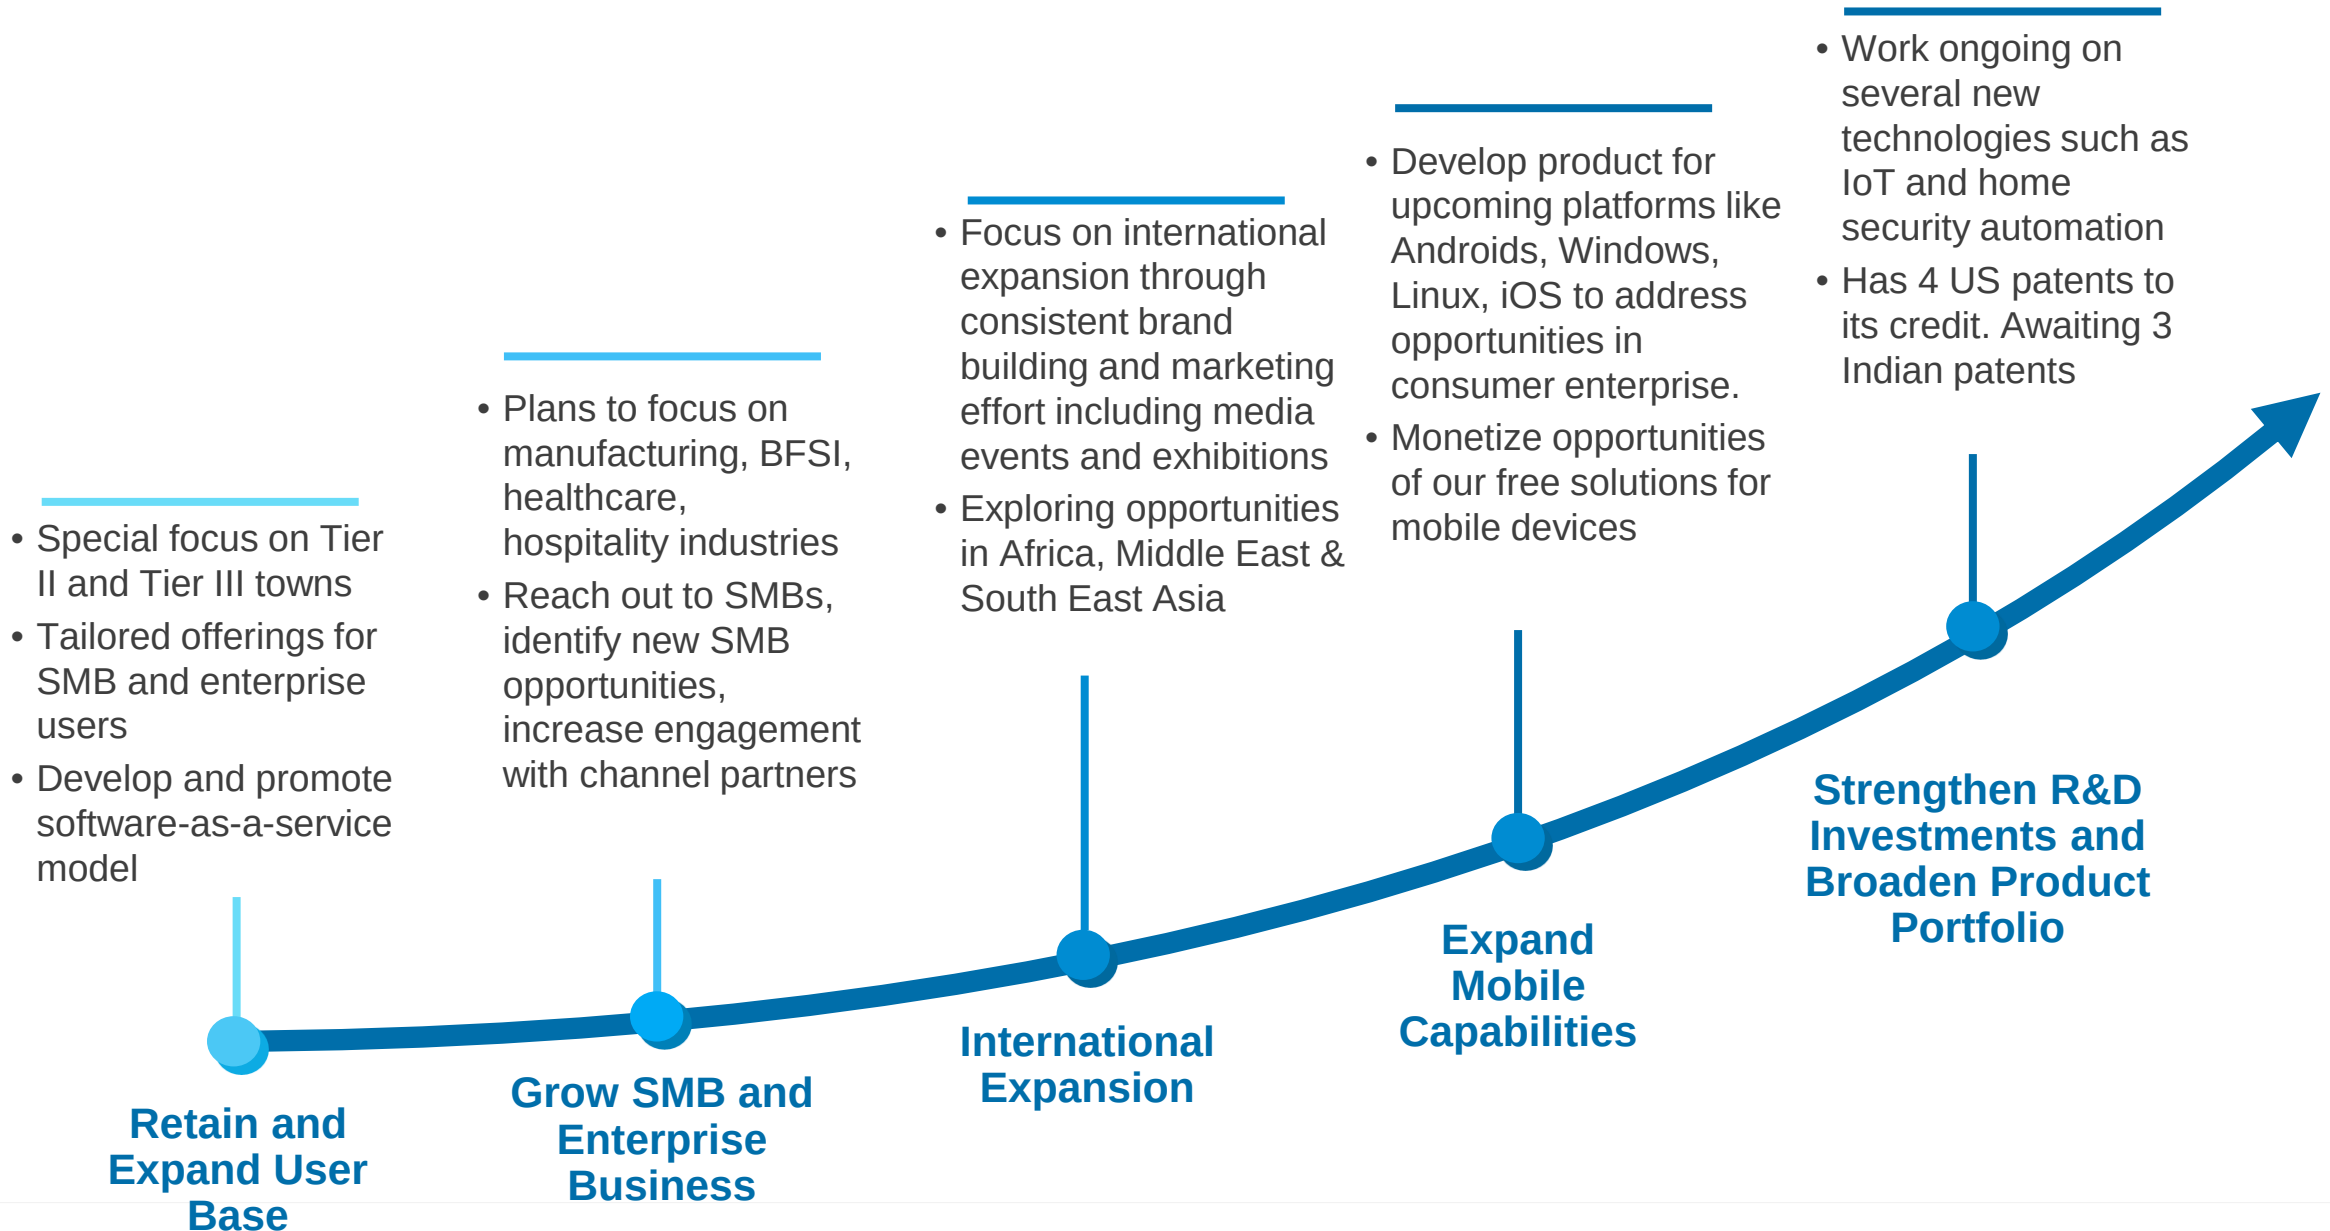 • Special focus on Tier
II and Tier III towns
• Tailored offerings for
SMB and enterprise
users
• Develop and promote
software-as-a-service
model
Retain and
Expand User
Base
• Plans to focus on
manufacturing, BFSI,
healthcare,
hospitality industries
• Reach out to SMBs,
identify new SMB
opportunities,
increase engagement
with channel partners
Grow SMB and
Enterprise
Business
• Focus on international
expansion through
consistent brand
building and marketing
effort including media
events and exhibitions
• Exploring opportunities
in Africa, Middle East &
South East Asia
International
Expansion
• Develop product for
upcoming platforms like
Androids, Windows,
Linux, iOS to address
opportunities in
consumer enterprise.
• Monetize opportunities
of our free solutions for
mobile devices
Expand
Mobile
Capabilities
• Work ongoing on
several new
technologies such as
IoT and home
security automation
• Has 4 US patents to
its credit. Awaiting 3
Indian patents
Strengthen R&D
Investments and
Broaden Product
Portfolio